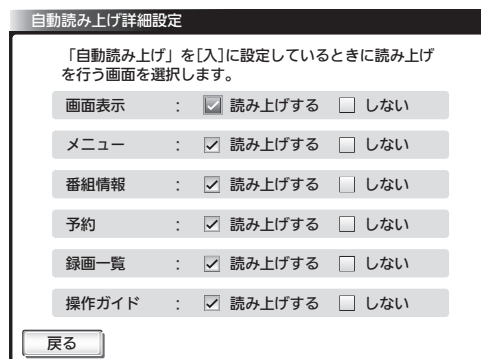 自動読み上げ詳細設定
「自動読み上げ」を[入]に設定しているときに読み上げ
を行う画面を選択します。
画面表示 : 読み上げする しない
メニュー : 読み上げする しない
番組情報 : 読み上げする しない
予約 : 読み上げする しない
録画一覧 : 読み上げする しない
操作ガイド : 読み上げする しない
戻る